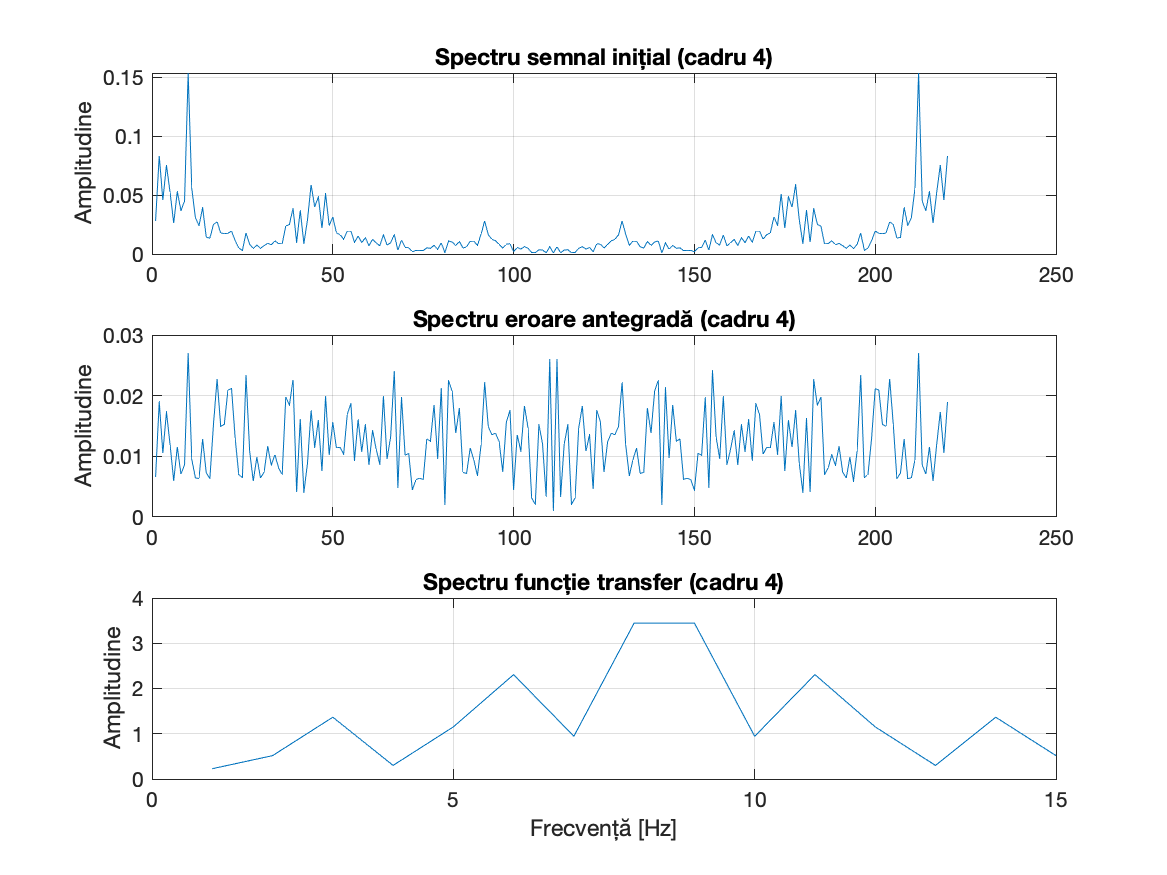 Spectru semnal inițial (cadru 4)
Amplitudine
0.15
0.1
0.05
0
0 50 100 150 200 250
Spectru eroare antegradă (cadru 4)
Amplitudine
0.03
0.02
0.01
0
0 50 100 150 200 250
Spectru funcție transfer (cadru 4)
Amplitudine
4
3
2
1
0
0 5 10 15
Frecvență [Hz]